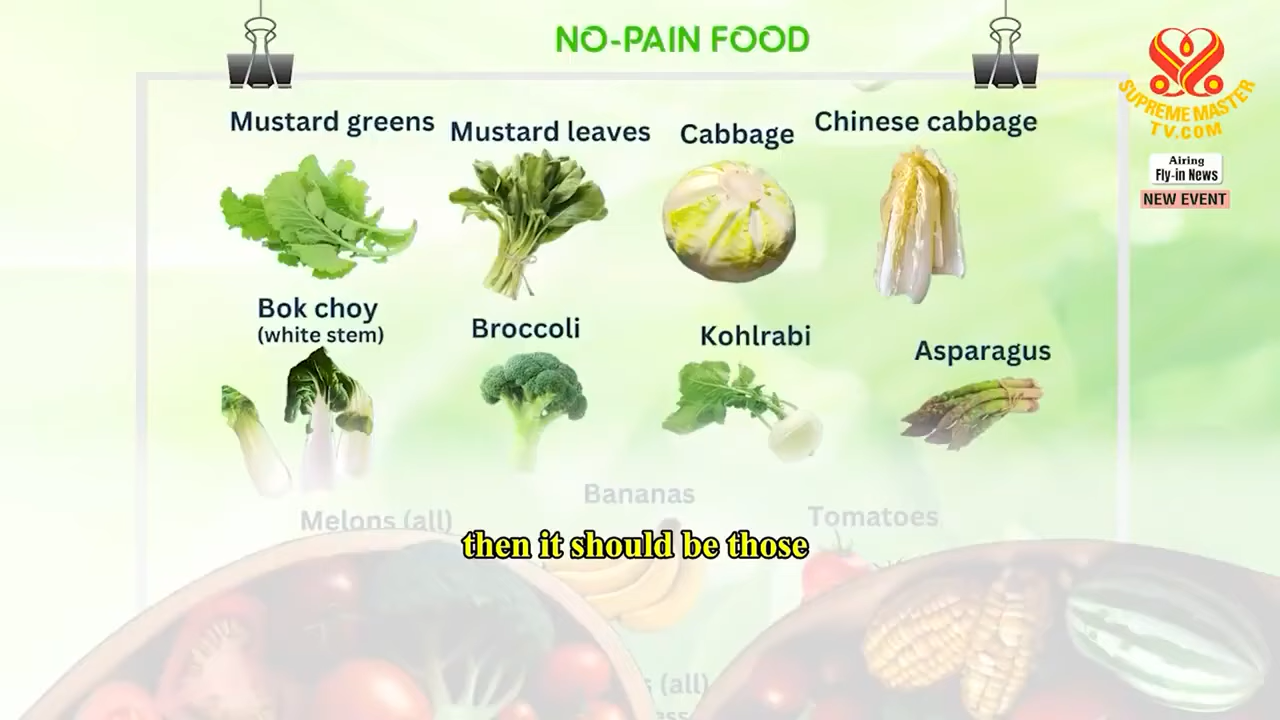 NO-PAIN FOOD
SUPREME MASTER
TV.COM
Airing
Fly-in News
NEW EVENT
Mustard greens
Mustard leaves
Cabbage
Chinese cabbage
Bok choy
(white stem)
Broccoli
Kohlrabi
Asparagus
Melons (all)
Bananas
Tomatoes
then it should be those
(all)